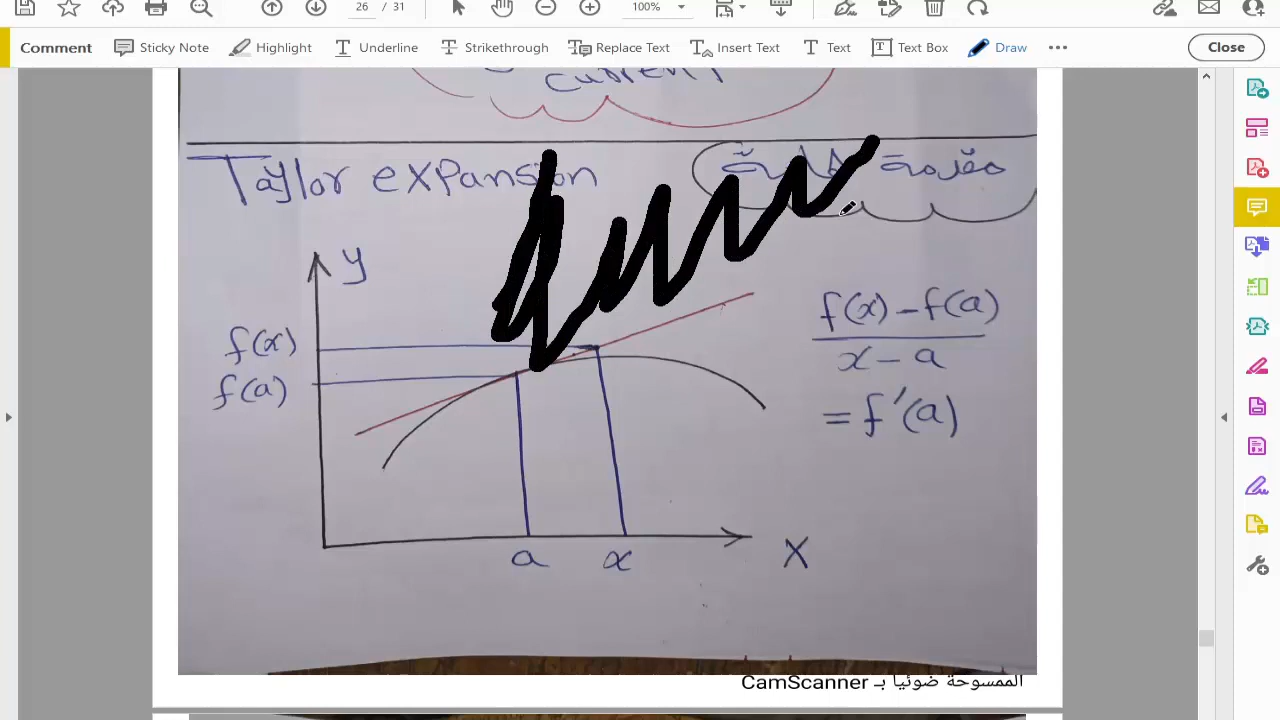 26 / 31
100%
Comment
Sticky Note
Highlight
Underline
Strikethrough
Replace Text
Insert Text
Text
Text Box
Draw
Close
current
Taylor expansion
مقدمة
y
f(x)
f(a)
a
x
X
f(x) - f(a)
x - a
= f'(a)
الممسوحة ضوئيا بـ CamScanner